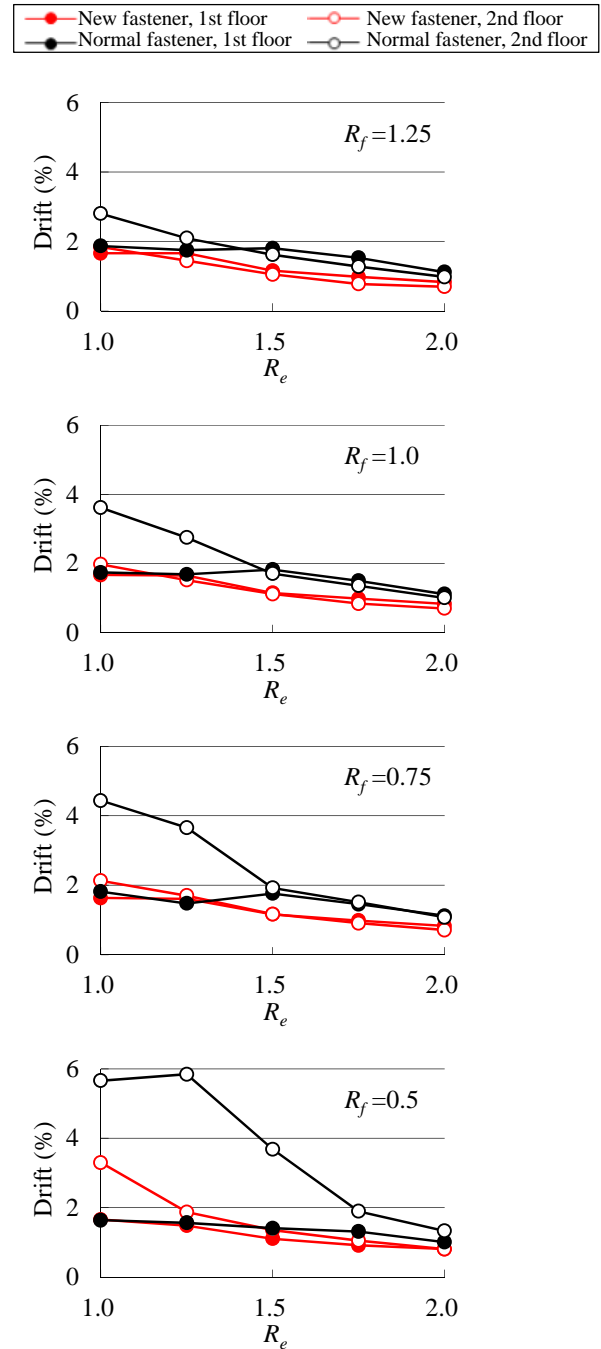 New fastener, 1st floor New fastener, 2nd floor
Normal fastener, 1st floor Normal fastener, 2nd floor
6
R_f =1.25
4
Drift (%)
2
0
1.0 1.5 2.0
R_e
6
R_f =1.0
4
Drift (%)
2
0
1.0 1.5 2.0
R_e
6
R_f =0.75
4
Drift (%)
2
0
1.0 1.5 2.0
R_e
6
R_f =0.5
4
Drift (%)
2
0
1.0 1.5 2.0
R_e